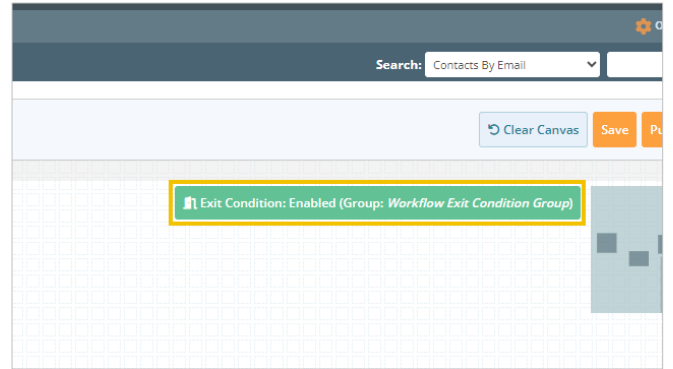 Search: Contacts By Email
Clear Canvas Save
Exit Condition: Enabled (Group: Workflow Exit Condition Group)